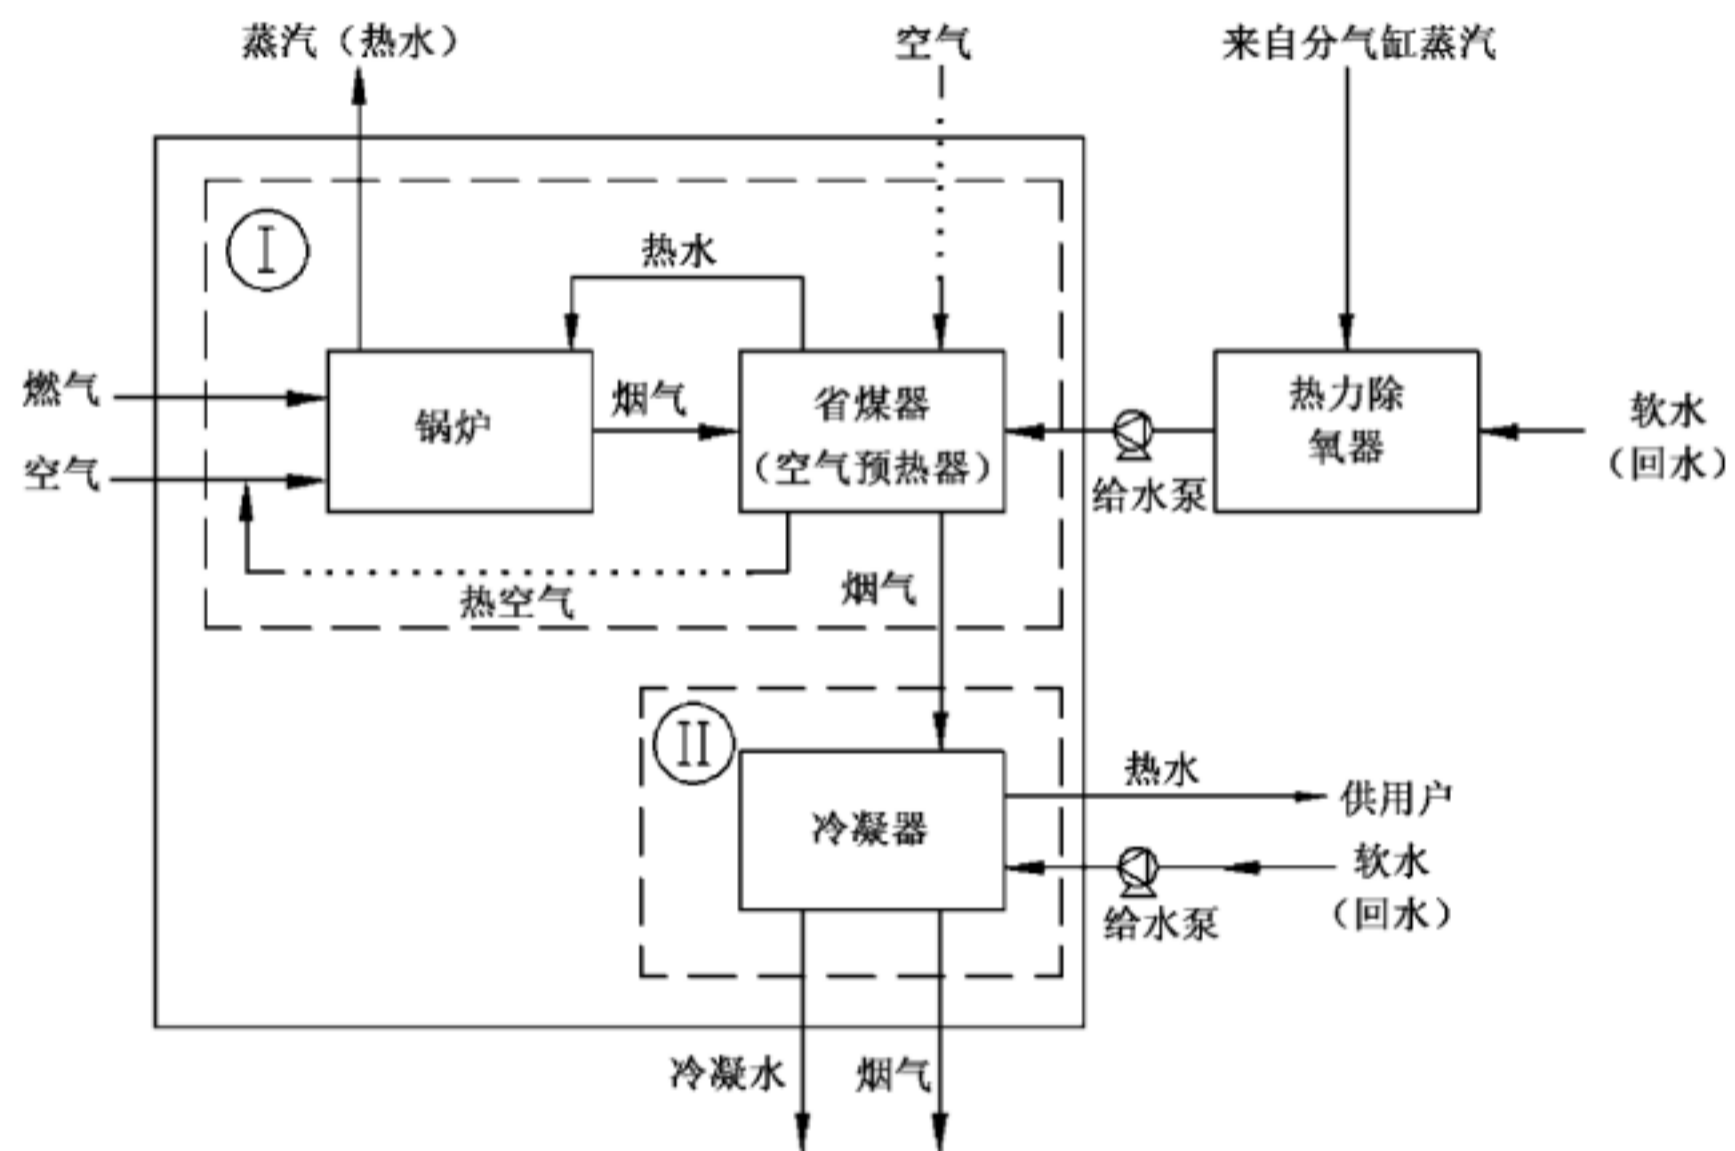 蒸汽（热水）
空气
来自分气缸蒸汽
I
热水
燃气
空气
锅炉
烟气
省煤器
（空气预热器）
给水泵
热力除
氧器
软水
（回水）
热空气
烟气
II
冷凝器
热水
供用户
给水泵
软水
（回水）
冷凝水
烟气